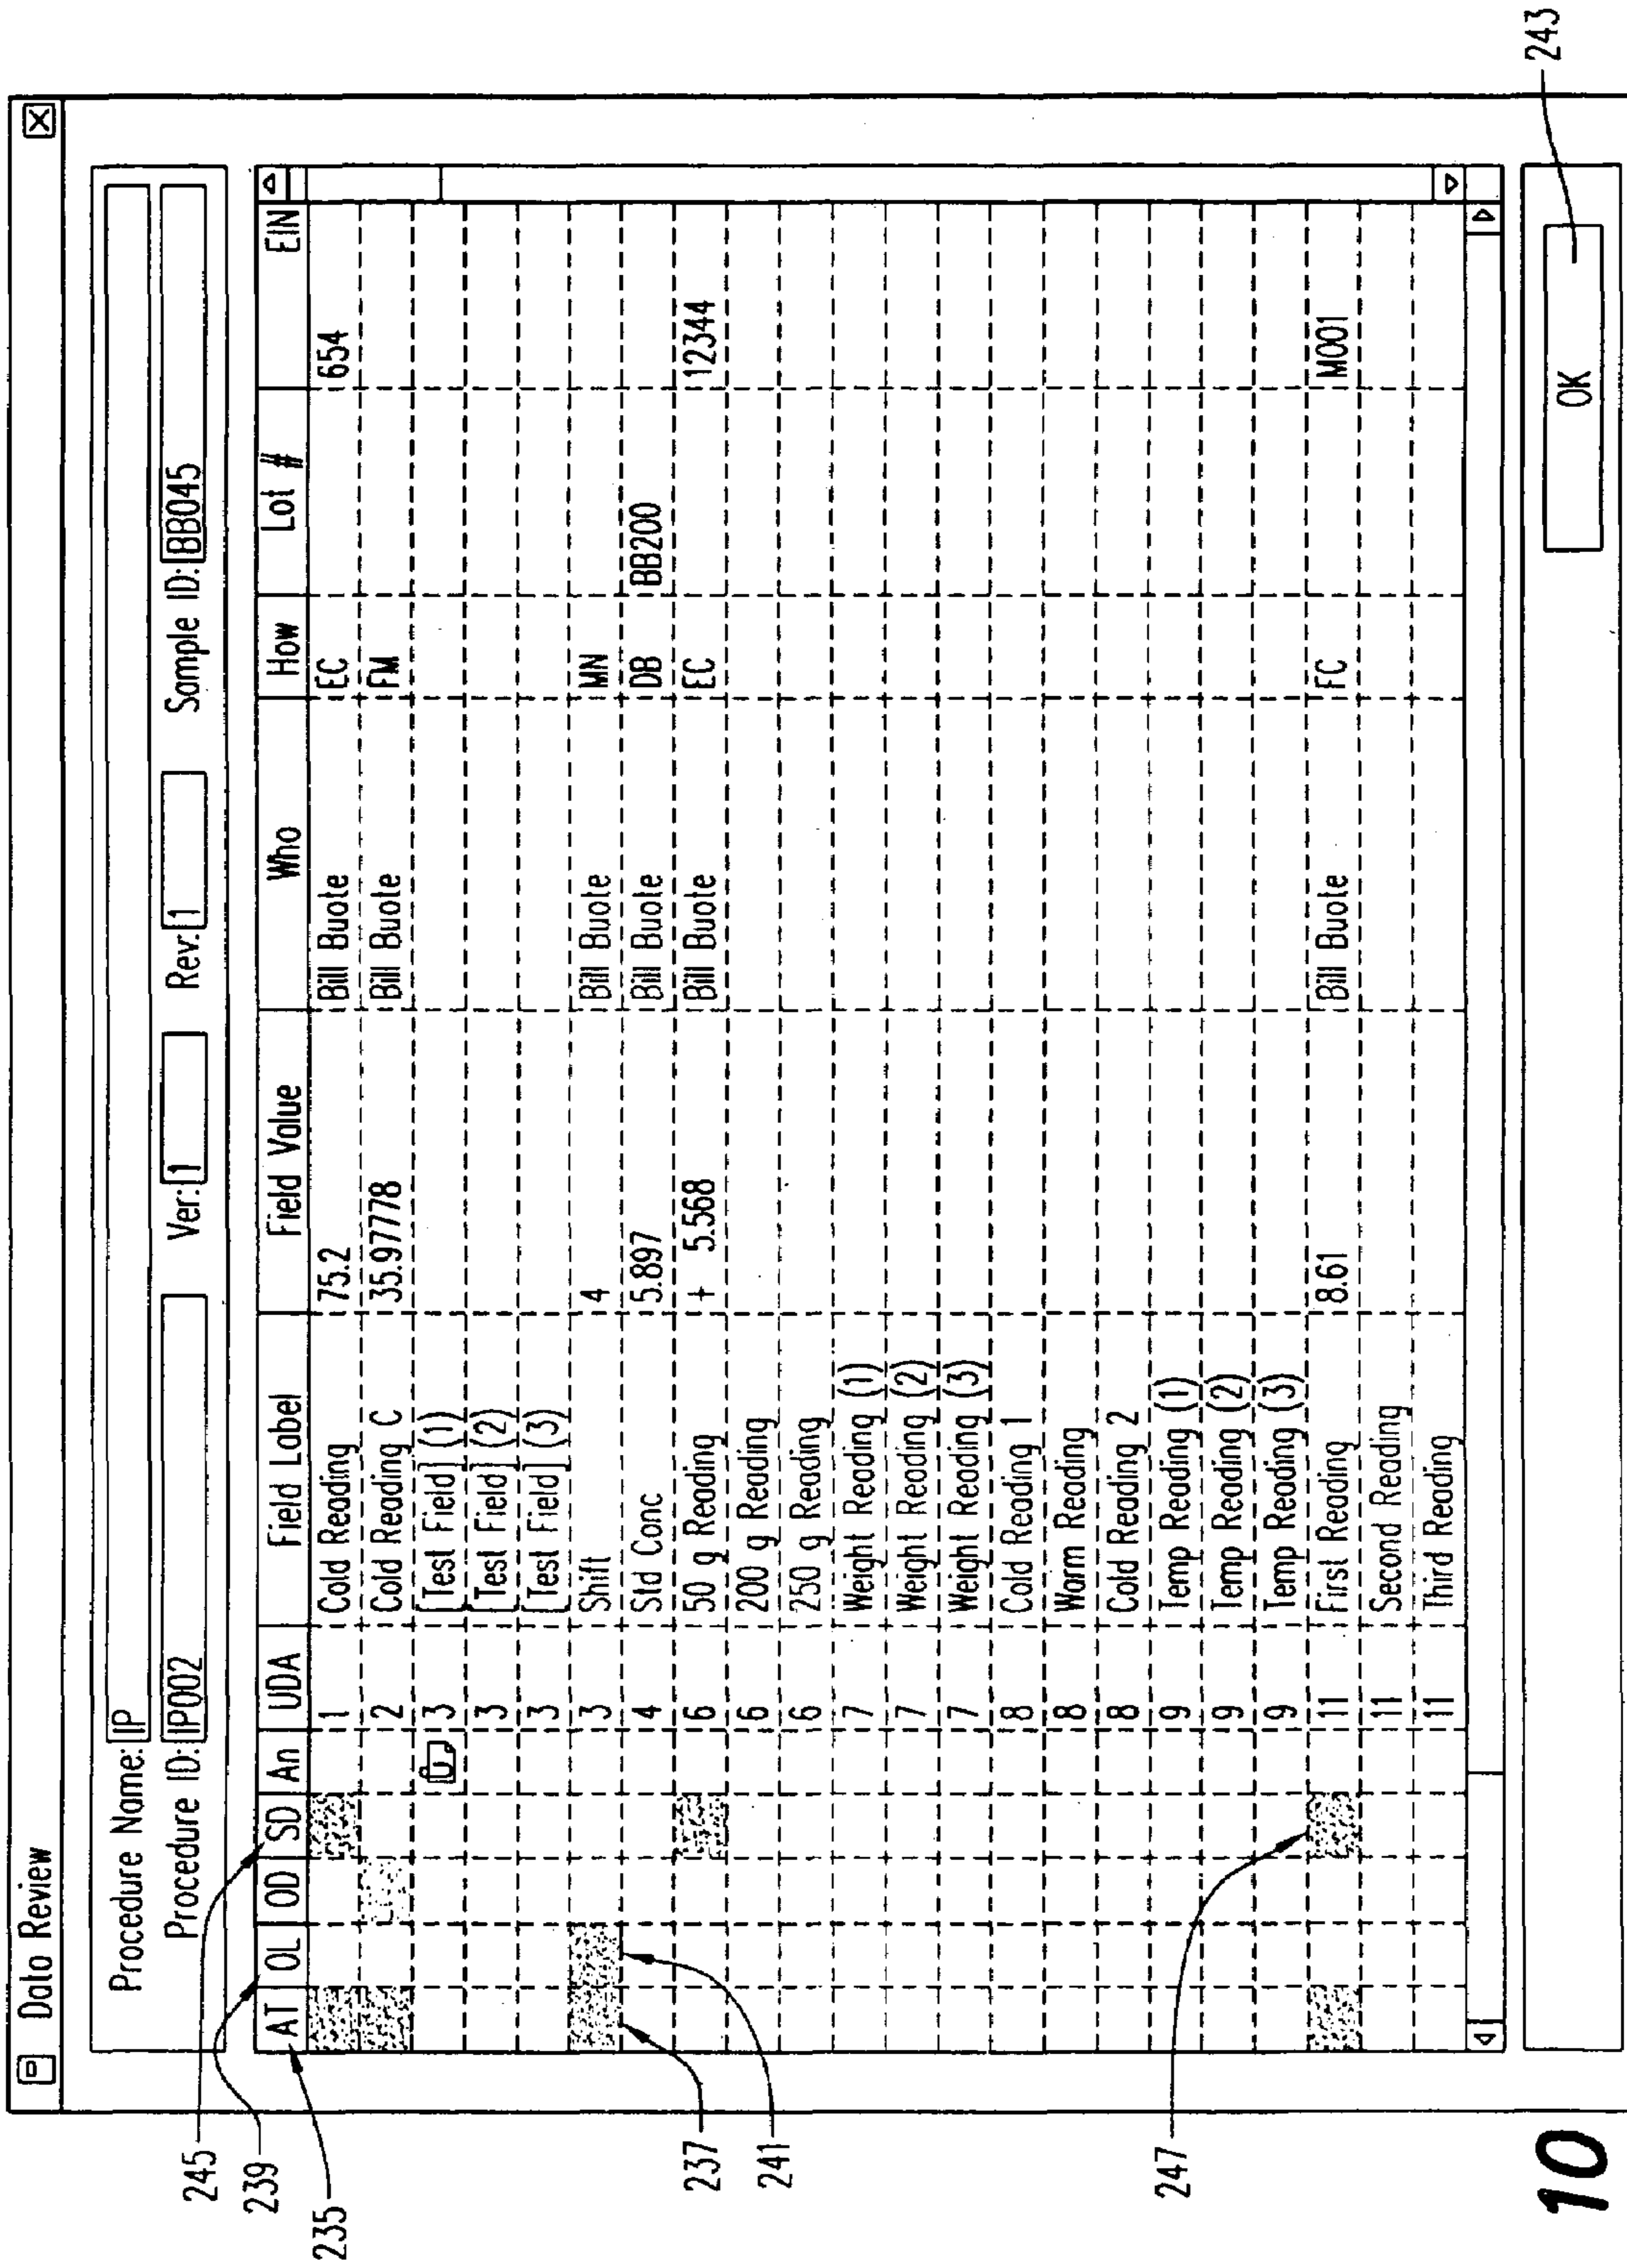 Data Review
Procedure Name: IP
Procedure ID: IP002 Ver: 1 Rev: 1 Sample ID: BB045
AT OL OD SD An UDA Field Label Field Value Who How Lot # EIN
1 Cold Reading 75.2 Bill Buote EC 654
2 Cold Reading C 35.97778 Bill Buote FM
3 [Test Field] (1)
3 [Test Field] (2)
3 [Test Field] (3)
3 Shift 4 Bill Buote MN
4 Std Conc 5.897 Bill Buote DB BB200
6 50 g Reading + 5.568 Bill Buote EC 12344
6 200 g Reading
6 250 g Reading
7 Weight Reading (1)
7 Weight Reading (2)
7 Weight Reading (3)
8 Cold Reading 1
8 Warm Reading
8 Cold Reading 2
9 Temp Reading (1)
9 Temp Reading (2)
9 Temp Reading (3)
11 First Reading 8.61 Bill Buote FC M001
11 Second Reading
11 Third Reading
OK
245
239
235
237
241
247
243
10